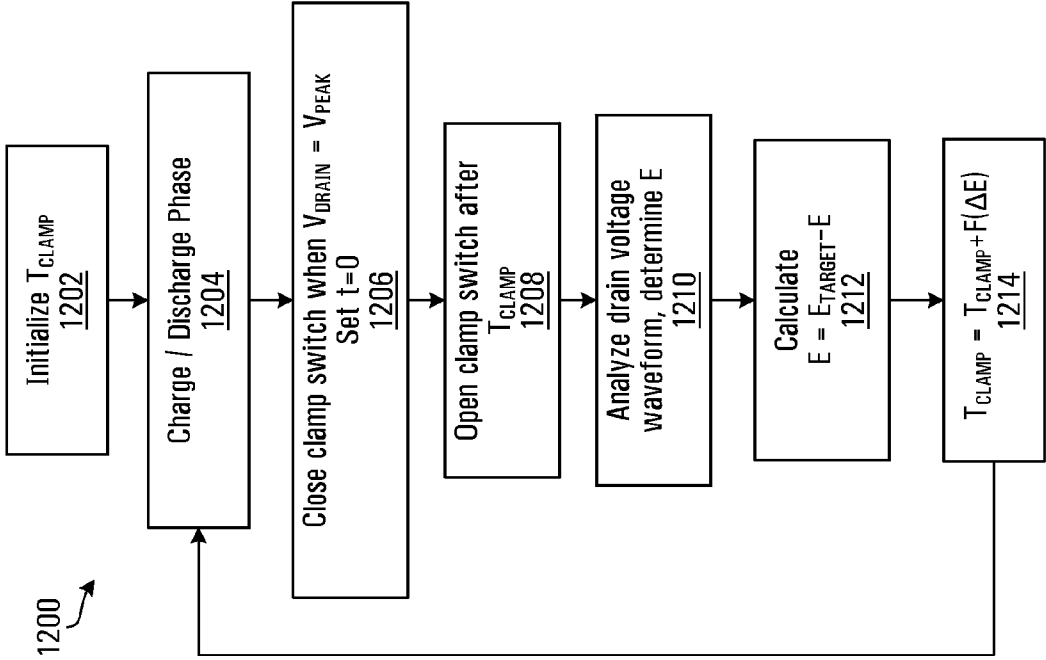 1200
Initialize T_CLAMP
1202
Charge / Discharge Phase
1204
Close clamp switch when V_DRAIN = V_PEAK
Set t=0
1206
Open clamp switch after
T_CLAMP
1208
Analyze drain voltage
waveform, determine E
1210
Calculate
E = E_TARGET-E
1212
T_CLAMP = T_CLAMP+F(ΔE)
1214